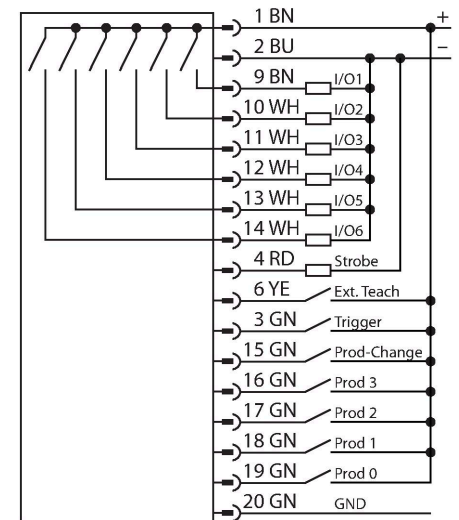 1 BN +
2 BU −
9 BN I/O1
10 WH I/O2
11 WH I/O3
12 WH I/O4
13 WH I/O5
14 WH I/O6
4 RD Strobe
6 YE Ext. Teach
3 GN Trigger
15 GN Prod-Change
16 GN Prod 3
17 GN Prod 2
18 GN Prod 1
19 GN Prod 0
20 GN GND